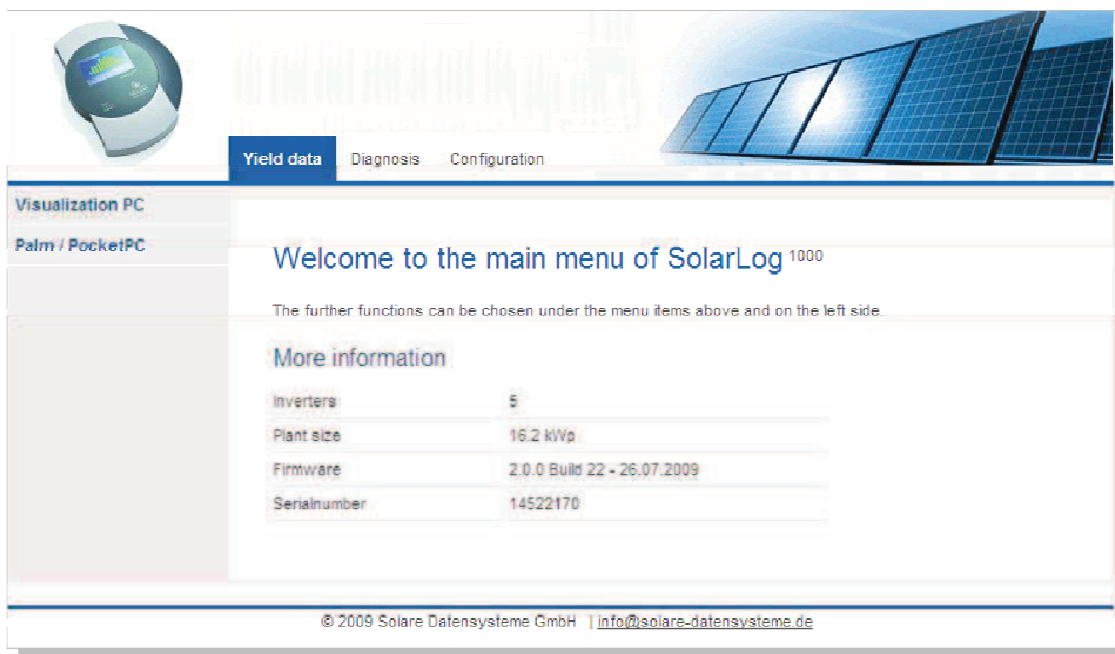 Yield data Diagnosis Configuration
Visualization PC
Palm / PocketPC
Welcome to the main menu of SolarLog 1000
The further functions can be chosen under the menu items above and on the left side.
More information
Inverters 5
Plant size 16.2 kWp
Firmware 2.0.0 Build 22 - 26.07.2009
Serialnumber 14522170
© 2009 Solare Datensysteme GmbH | info@solare-datensysteme.de